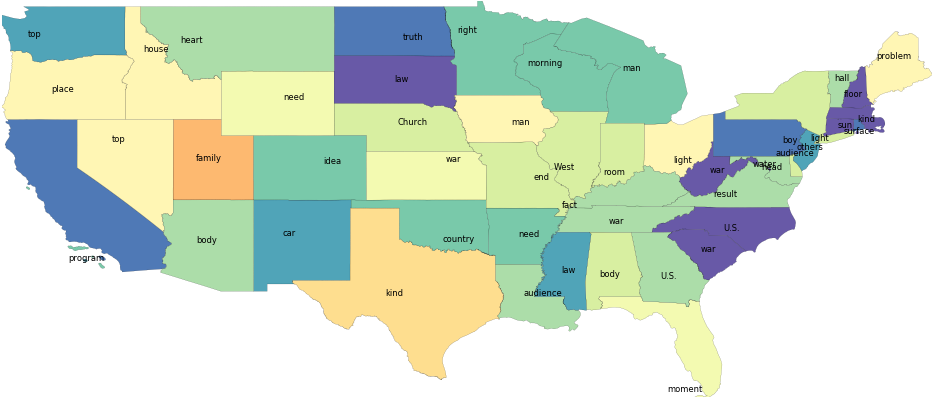 top
house
heart
truth
right
problem
morning
man
law
hall
place
need
floor
Church
man
sun
kind
surface
top
boy
light
others
family
idea
war
light
audience
West
water
head
end
room
war
result
fact
body
car
country
need
war
U.S.
program
law
body
U.S.
war
kind
audience
moment